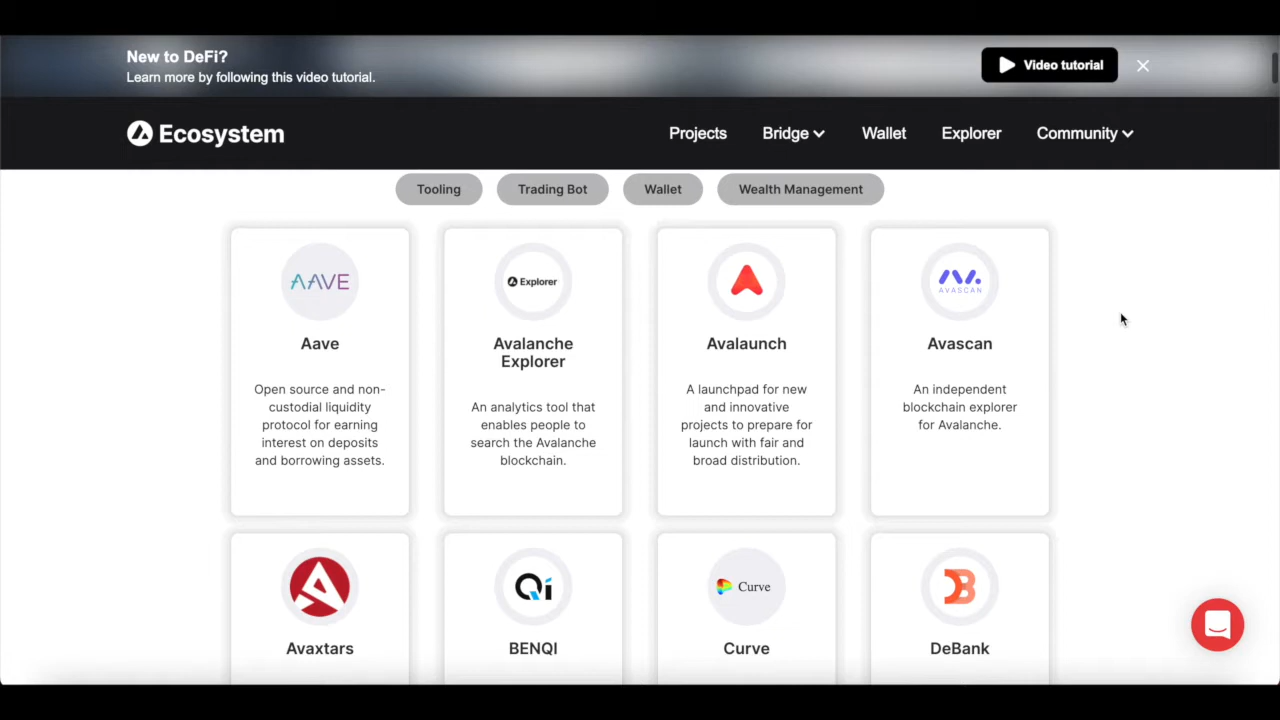 New to DeFi?
Learn more by following this video tutorial.
Video tutorial
Ecosystem
Projects
Bridge
Wallet
Explorer
Community
Tooling
Trading Bot
Wallet
Wealth Management
AAVE
Aave
Open source and non-
custodial liquidity
protocol for earning
interest on deposits
and borrowing assets.
Explorer
Avalanche
Explorer
An analytics tool that
enables people to
search the Avalanche
blockchain.
Avalaunch
A launchpad for new
and innovative
projects to prepare for
launch with fair and
broad distribution.
AVASCAN
Avascan
An independent
blockchain explorer
for Avalanche.
Avaxtars
Qi
BENQI
Curve
Curve
DeBank